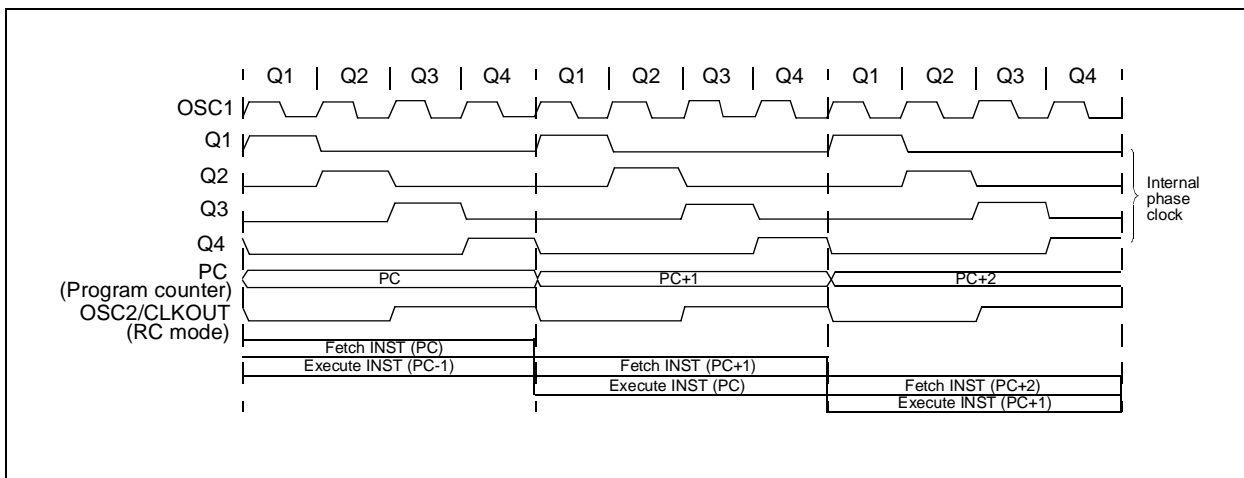 Q1 Q2 Q3 Q4 Q1 Q2 Q3 Q4 Q1 Q2 Q3 Q4
OSC1
Q1
Q2
Q3
Q4
Internal
phase
clock
PC
(Program counter)
PC PC+1 PC+2
OSC2/CLKOUT
(RC mode)
Fetch INST (PC)
Execute INST (PC-1) Fetch INST (PC+1)
Execute INST (PC) Fetch INST (PC+2)
Execute INST (PC+1)